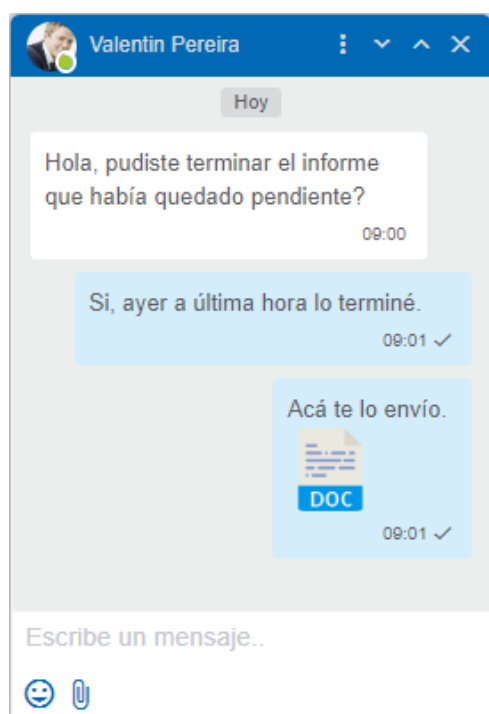 Valentin Pereira
Hoy
Hola, pudiste terminar el informe
que había quedado pendiente?
09:00
Si, ayer a última hora lo terminé.
09:01
Acá te lo envío.
DOC
09:01
Escribe un mensaje..